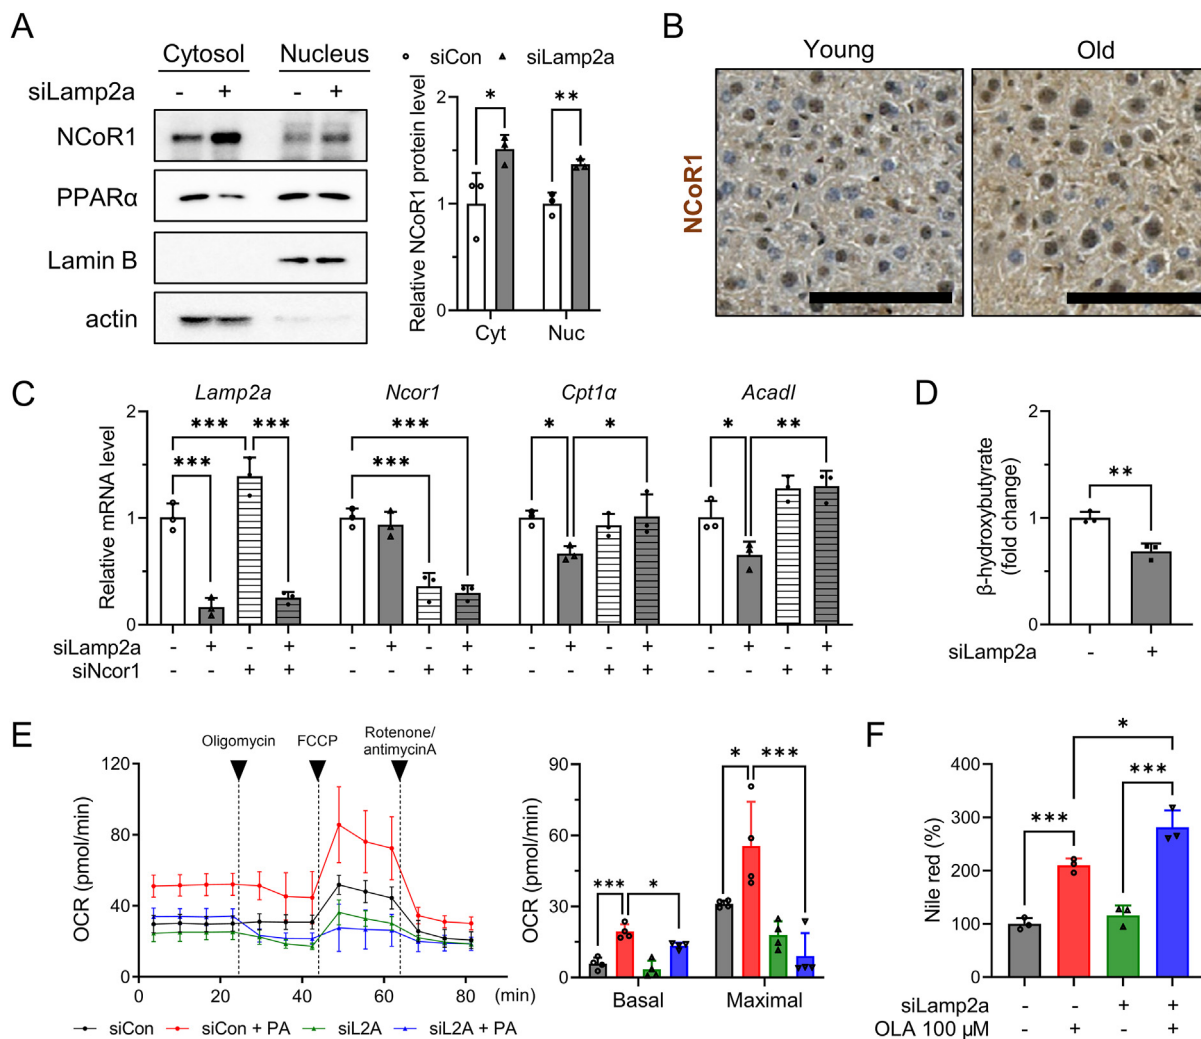 A
Cytosol Nucleus
siLamp2a - + - +
NCoR1
PPARα
Lamin B
actin
siCon siLamp2a
Relative NCoR1 protein level
2
1
0
* **
Cyt Nuc
B
Young Old
NCoR1
C
Lamp2a Ncor1 Cpt1α Acadl
Relative mRNA level
2
1
0
*** *** *** *** *** * * * **
siLamp2a - + - + - + - + - + - + - + - +
siNcor1 - - + + - - + + - - + + - - + +
D
β-hydroxybutyrate
(fold change)
2
1
0
**
siLamp2a - +
E
Oligomycin FCCP Rotenone/
antimycinA
OCR (pmol/min)
120
80
40
0
0 20 40 60 80 (min)
siCon siCon + PA siL2A siL2A + PA
OCR (pmol/min)
90
60
30
0
*** * * ***
Basal Maximal
F
Nile red (%)
400
300
200
100
0
*** *** *
siLamp2a - - + +
OLA 100 µM - + - +